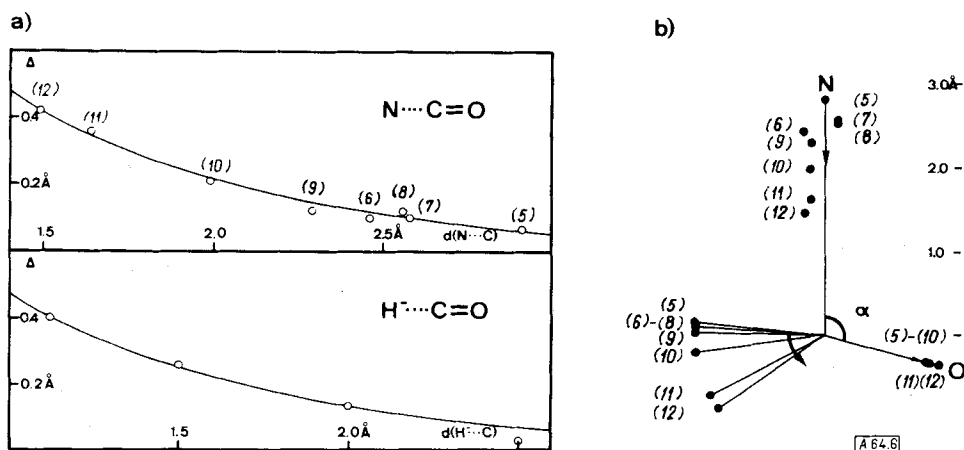 a)
Δ
(12)
(11)
N····C=O
0.4
(10)
0.2Å
(9)
(6)
(8)
(7)
(5)
1.5
2.0
2.5Å
d(N···C)
Δ
H⁻····C=O
0.4
0.2Å
1.5
2.0Å
d(H⁻···C)
b)
N
3.0Å
(5)
(6)
(7)
(9)
(8)
(10)
2.0
(11)
(12)
1.0
α
(5)
(6)-(8)
(9)
(10)
(5)-(10)
O
(11)(12)
(11)
(12)
A 64.6